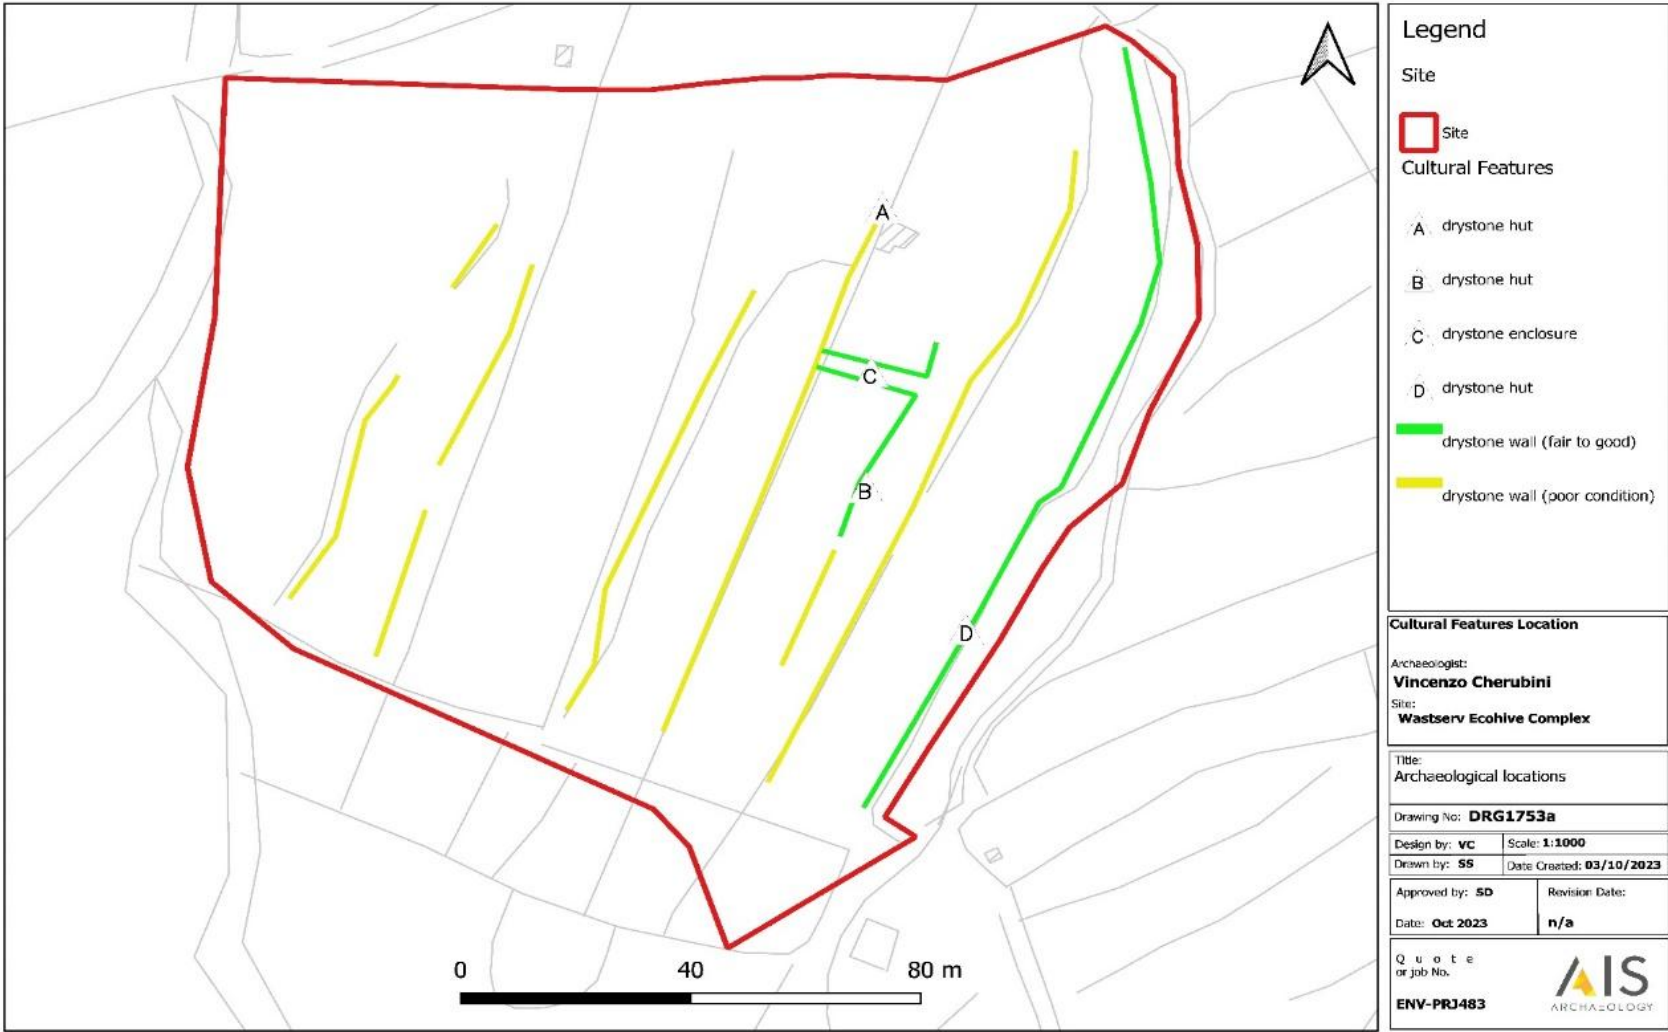 A
C
B
D
0 40 80 m
Legend
Site
Site
Cultural Features
A drystone hut
B drystone hut
C drystone enclosure
D drystone hut
drystone wall (fair to good)
drystone wall (poor condition)
Cultural Features Location
Archaeologist:
Vincenzo Cherubini
Site:
Wastserv Ecohive Complex
Title:
Archaeological locations
Drawing No: DRG1753a
Design by: VC Scale: 1:1000
Drawn by: SS Date Created: 03/10/2023
Approved by: SD Revision Date:
Date: Oct 2023 n/a
Quote
or job No.
ENV-PRJ483
AIS
ARCHAEOLOGY